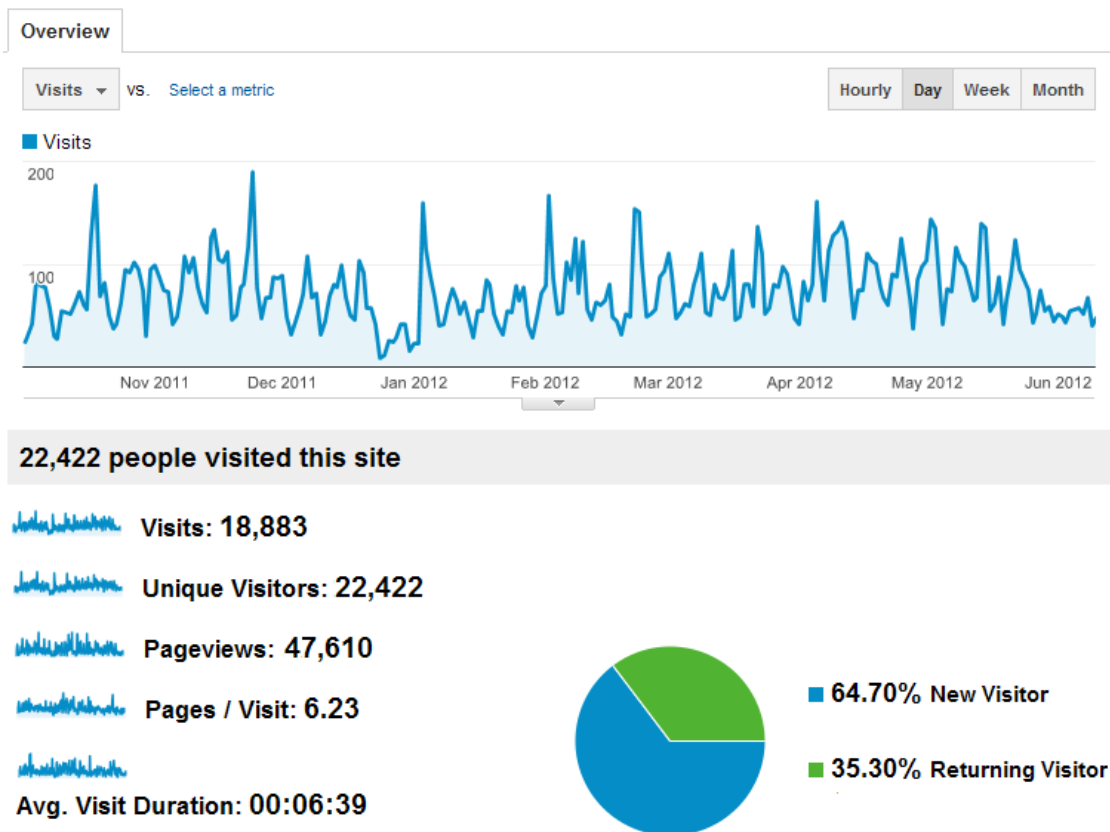 Overview
Visits vs. Select a metric Hourly Day Week Month
Visits
200
100
Nov 2011 Dec 2011 Jan 2012 Feb 2012 Mar 2012 Apr 2012 May 2012 Jun 2012
22,422 people visited this site
Visits: 18,883
Unique Visitors: 22,422
Pageviews: 47,610
Pages / Visit: 6.23
Avg. Visit Duration: 00:06:39
64.70% New Visitor
35.30% Returning Visitor